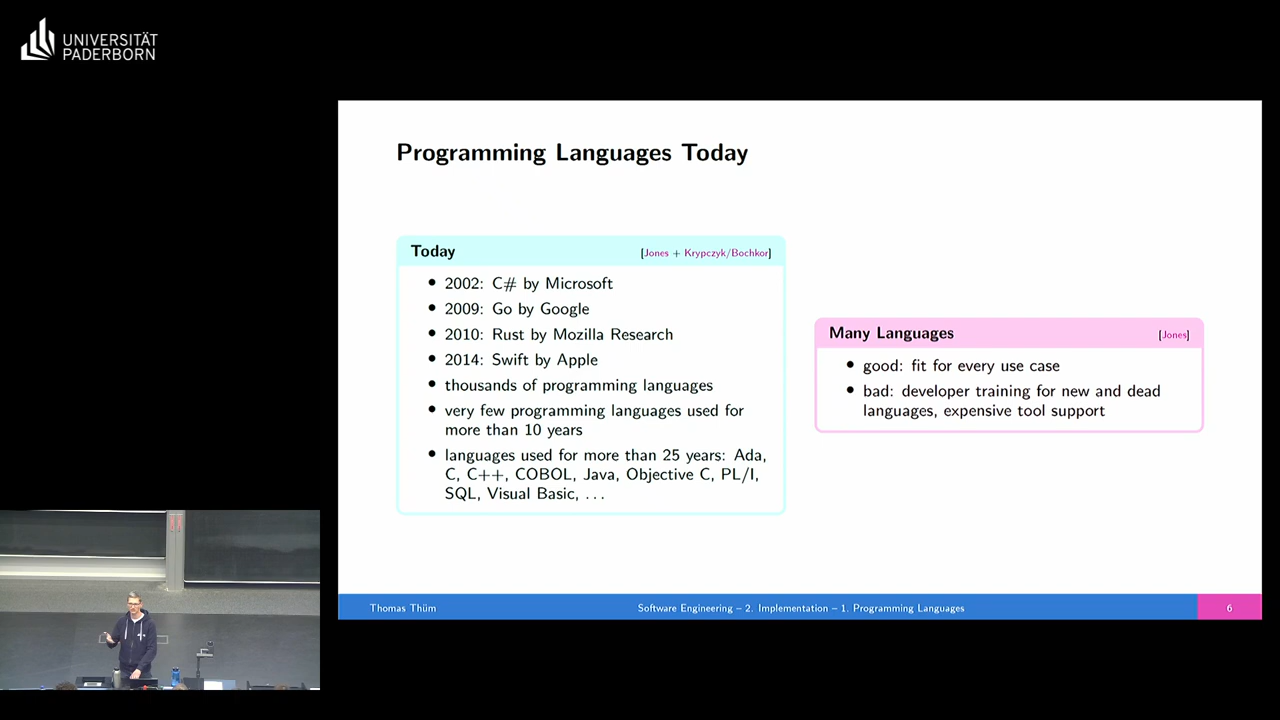 UNIVERSITÄT
PADERBORN
Programming Languages Today
Today [Jones + Krypczyk/Bochkor]
• 2002: C# by Microsoft
• 2009: Go by Google
• 2010: Rust by Mozilla Research
• 2014: Swift by Apple
• thousands of programming languages
• very few programming languages used for
more than 10 years
• languages used for more than 25 years: Ada,
C, C++, COBOL, Java, Objective C, PL/I,
SQL, Visual Basic, ...
Many Languages [Jones]
• good: fit for every use case
• bad: developer training for new and dead
languages, expensive tool support
Thomas Thüm Software Engineering – 2. Implementation – 1. Programming Languages 6